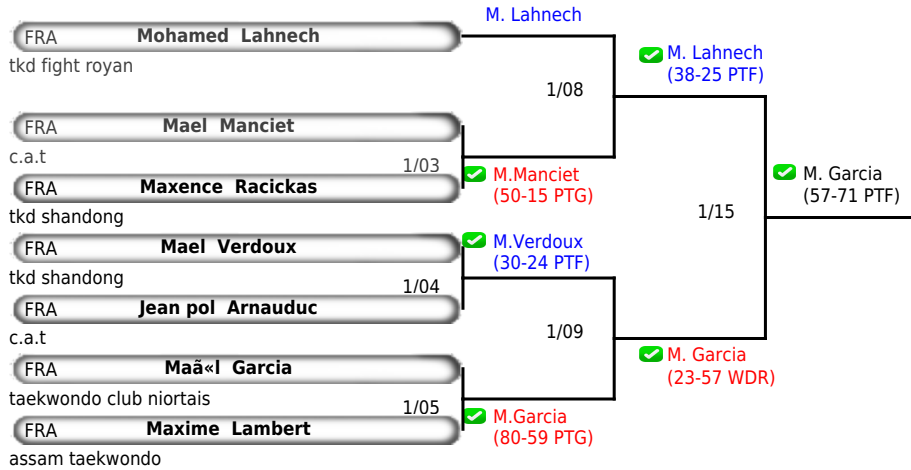 M. Lahnech
FRA Mohamed Lahnech
tkd fight royan
M. Lahnech
(38-25 PTF)
1/08
FRA Mael Manciet
c.a.t
1/03
M.Manciet
(50-15 PTG)
FRA Maxence Racickas
tkd shandong
M. Garcia
(57-71 PTF)
1/15
FRA Mael Verdoux
tkd shandong
M.Verdoux
(30-24 PTF)
1/04
FRA Jean pol Arnauduc
c.a.t
1/09
FRA Maã«l Garcia
taekwondo club niortais
M. Garcia
(23-57 WDR)
1/05
M.Garcia
(80-59 PTG)
FRA Maxime Lambert
assam taekwondo